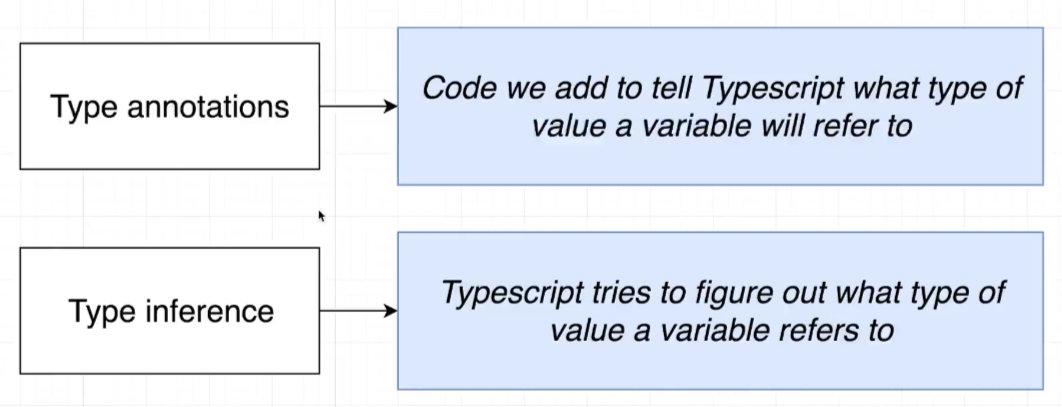 Type annotations
Code we add to tell Typescript what type of
value a variable will refer to
Type inference
Typescript tries to figure out what type of
value a variable refers to